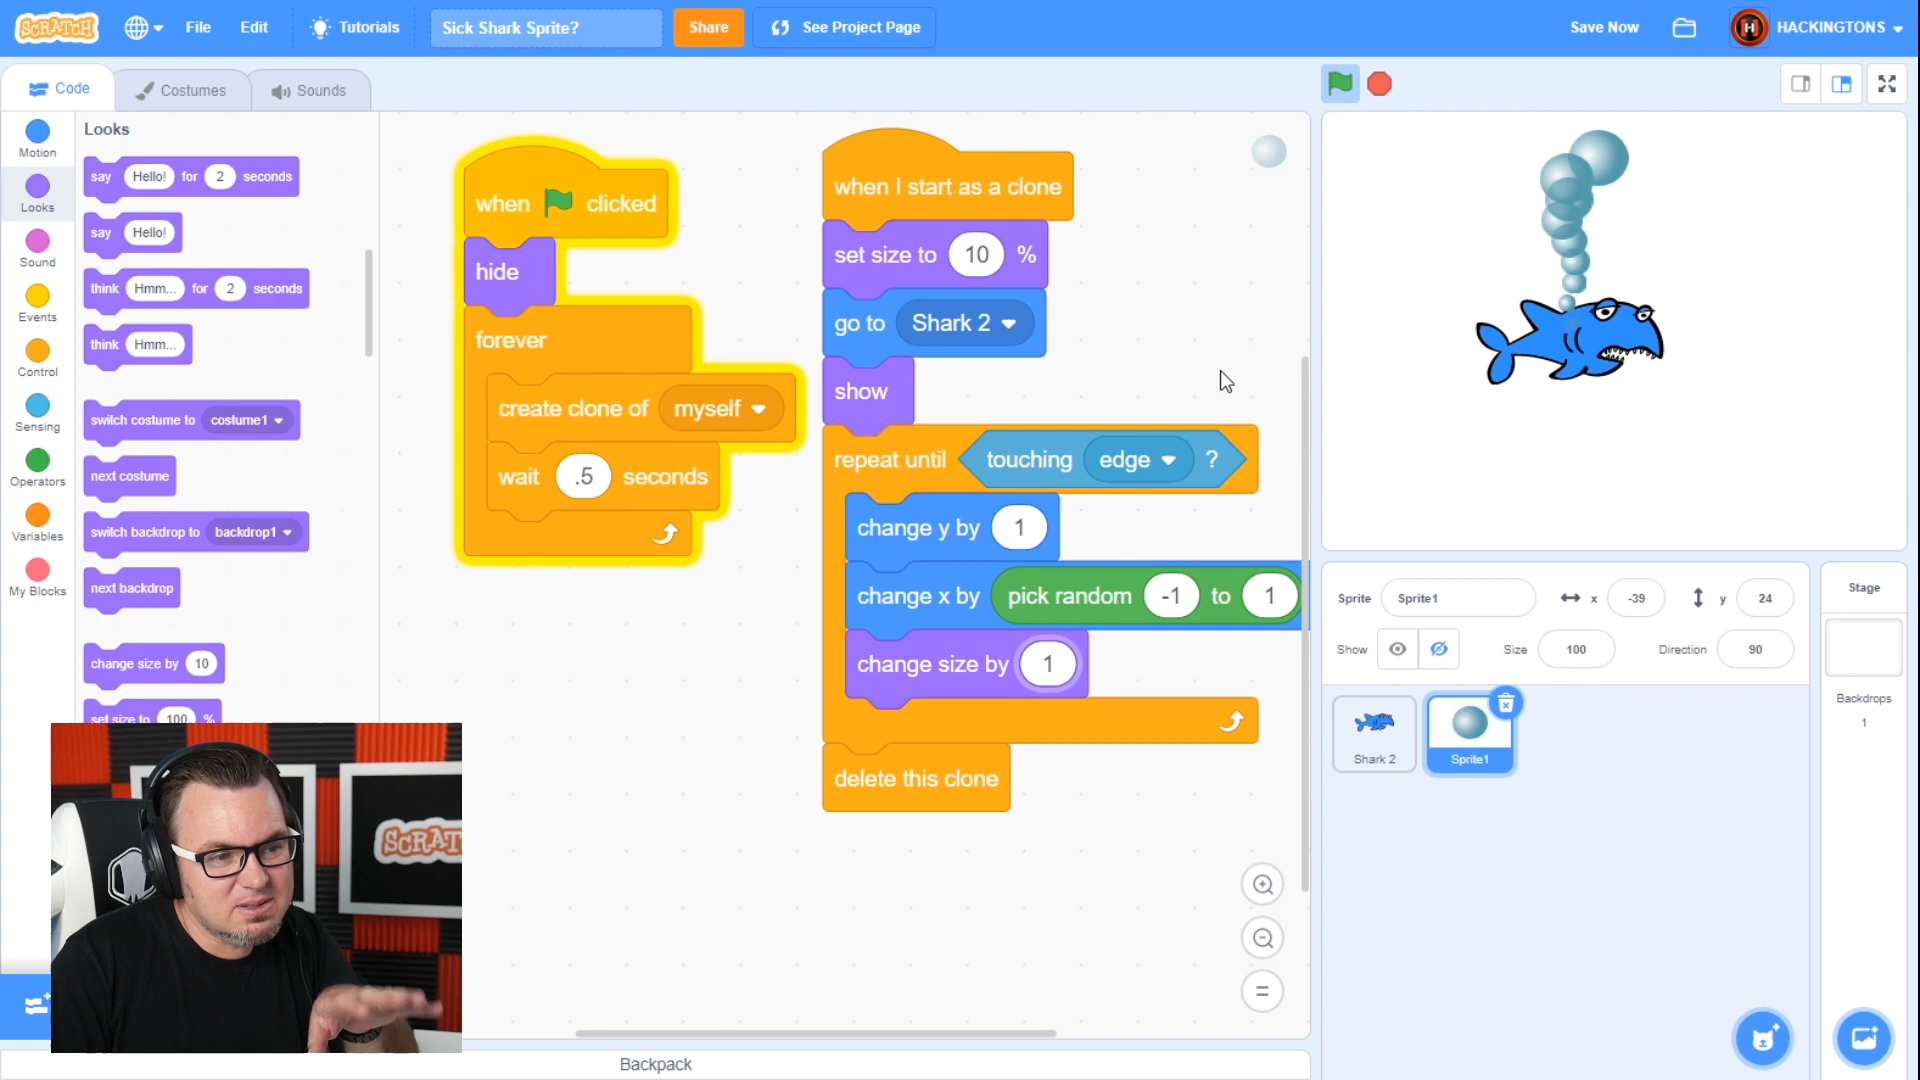 SCRATCH
File
Edit
Tutorials
Sick Shark Sprite?
Share
See Project Page
Save Now
H
HACKINGTONS
Code
Costumes
Sounds
Motion
Looks
Sound
Events
Control
Sensing
Operators
Variables
My Blocks
Looks
say Hello! for 2 seconds
say Hello!
think Hmm... for 2 seconds
think Hmm...
switch costume to costume1
next costume
switch backdrop to backdrop1
next backdrop
change size by 10
set size to 100 %
when clicked
hide
forever
create clone of myself
wait .5 seconds
when I start as a clone
set size to 10 %
go to Shark 2
show
repeat until touching edge ?
change y by 1
change x by pick random -1 to 1
change size by 1
delete this clone
Sprite Sprite1 x -39 y 24
Show Size 100 Direction 90
Shark 2
Sprite1
Stage
Backdrops
1
SCRAT
Backpack